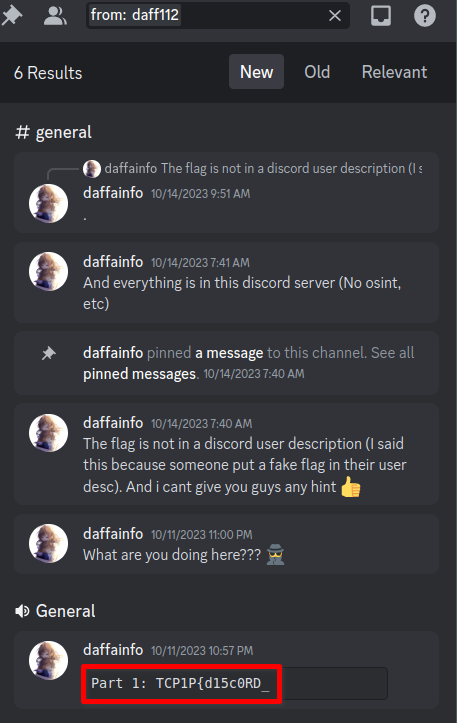 from: daff112
6 Results
New
Old
Relevant
# general
daffainfo The flag is not in a discord user description (I s
daffainfo 10/14/2023 9:51 AM
.
daffainfo 10/14/2023 7:41 AM
And everything is in this discord server (No osint,
etc)
daffainfo pinned a message to this channel. See all
pinned messages. 10/14/2023 7:40 AM
daffainfo 10/14/2023 7:40 AM
The flag is not in a discord user description (I said
this because someone put a fake flag in their user
desc). And i cant give you guys any hint 👍
daffainfo 10/11/2023 11:00 PM
What are you doing here??? 🕵️
General
daffainfo 10/11/2023 10:57 PM
Part 1: TCP1P{d15c0RD_